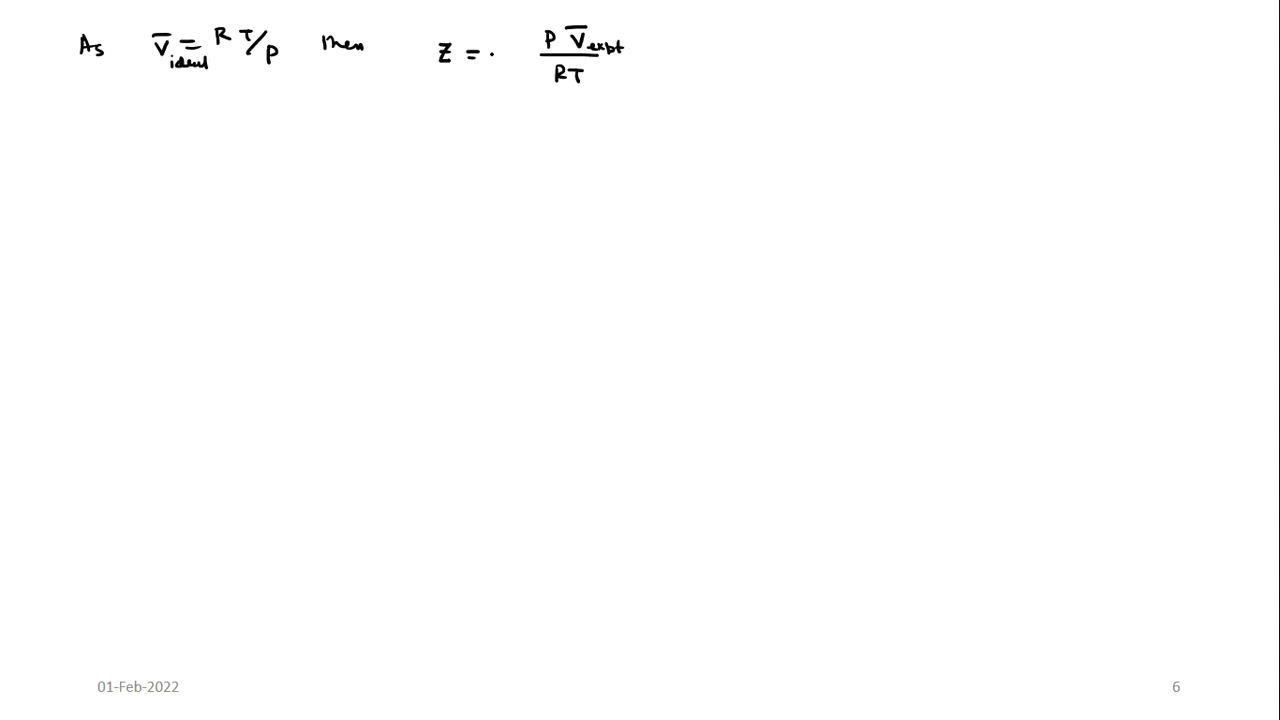 As V̅ideal = RT/P then Z = P V̅expt / RT
01-Feb-2022 6